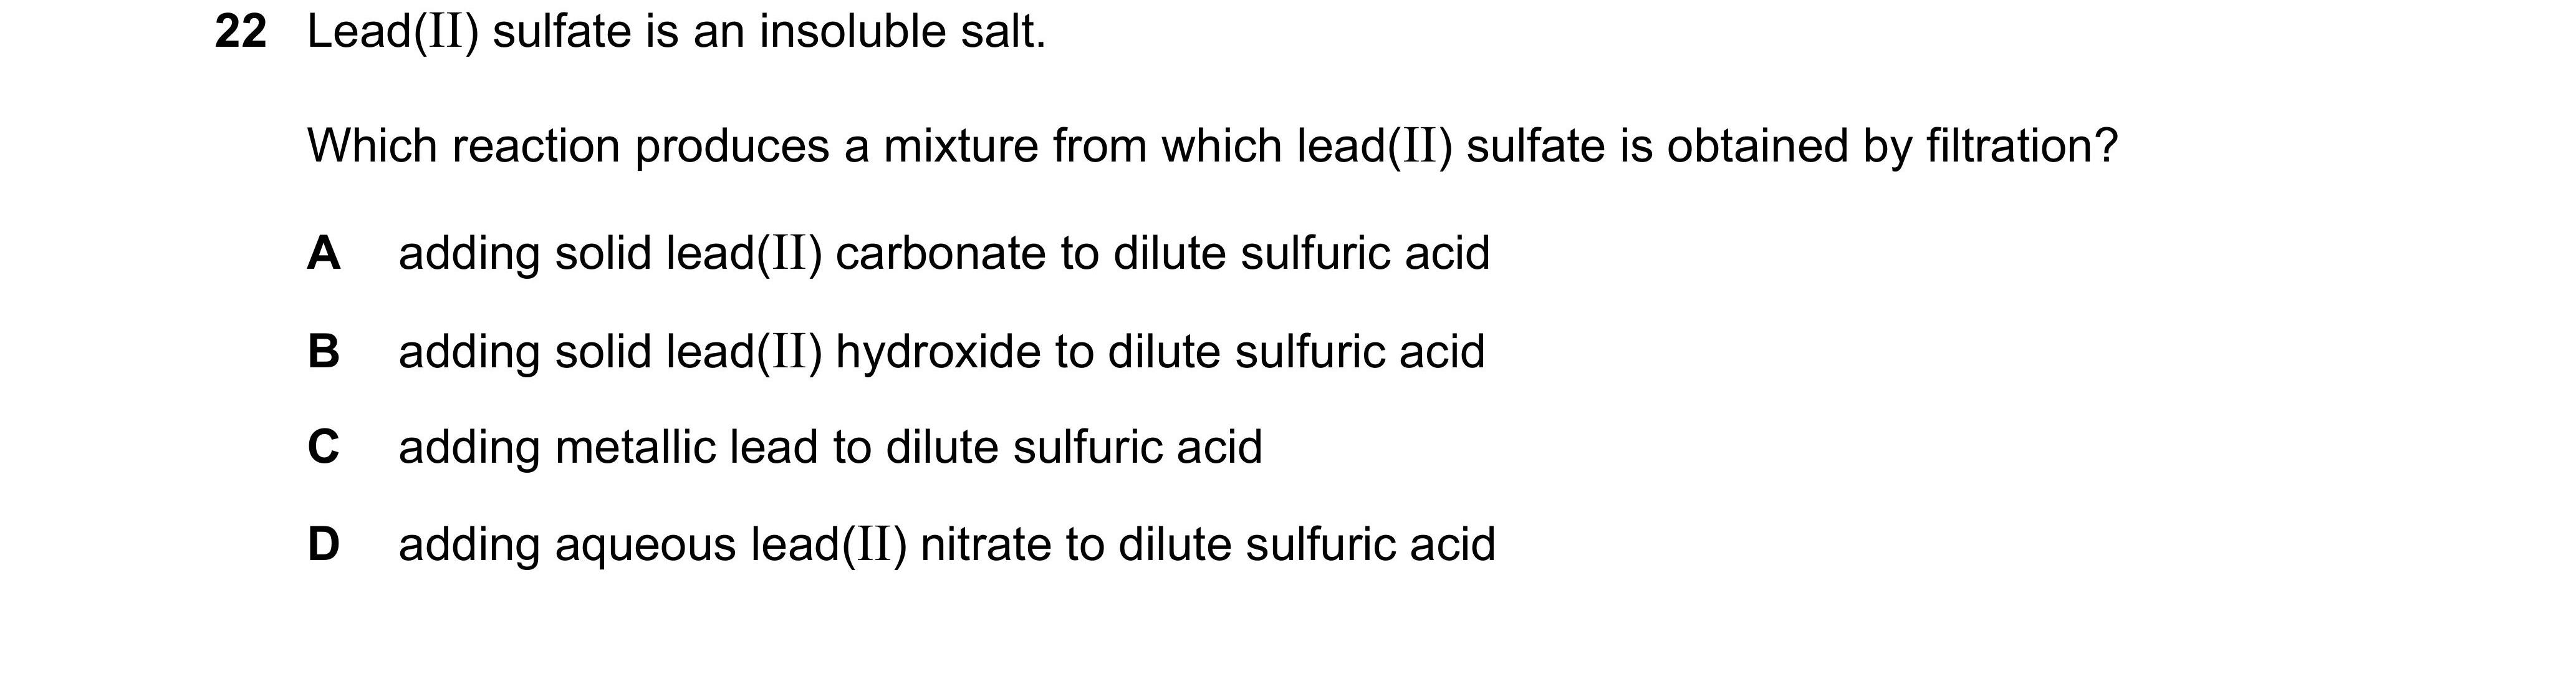 22 Lead(II) sulfate is an insoluble salt.
Which reaction produces a mixture from which lead(II) sulfate is obtained by filtration?
A adding solid lead(II) carbonate to dilute sulfuric acid
B adding solid lead(II) hydroxide to dilute sulfuric acid
C adding metallic lead to dilute sulfuric acid
D adding aqueous lead(II) nitrate to dilute sulfuric acid